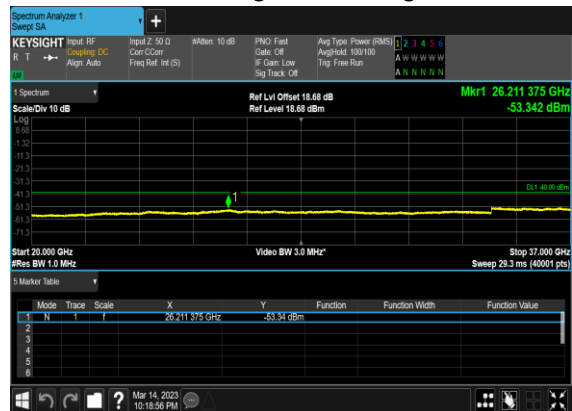 Spectrum Analyzer 1
Swept SA
+
KEYSIGHT Input: RF Input Z: 50 Ω #Atten: 10 dB PNO: Fast Avg Type: Power (RMS) 1 2 3 4 5 6
R T Coupling: DC Corr CCorr Gate: Off Avg|Hold: 100/100 A W W W W W
Align: Auto Freq Ref: Int (S) IF Gain: Low Trig: Free Run
Sig Track: Off A N N N N N
1 Spectrum Ref Lvl Offset 18.68 dB Mkr1 26.211 375 GHz
Scale/Div 10 dB Ref Level 18.68 dBm -53.342 dBm
Log
8.68
-1.32
-11.3
-21.3
-31.3
-41.3 DL1 -40.00 dBm
1
-51.3
-61.3
-71.3
Start 20.000 GHz Video BW 3.0 MHz* Stop 37.000 GHz
#Res BW 1.0 MHz Sweep 29.3 ms (40001 pts)
5 Marker Table
Mode Trace Scale X Y Function Function Width Function Value
1 N 1 f 26.211 375 GHz -53.34 dBm
2
3
4
5
6
? Mar 14, 2023
10:18:56 PM